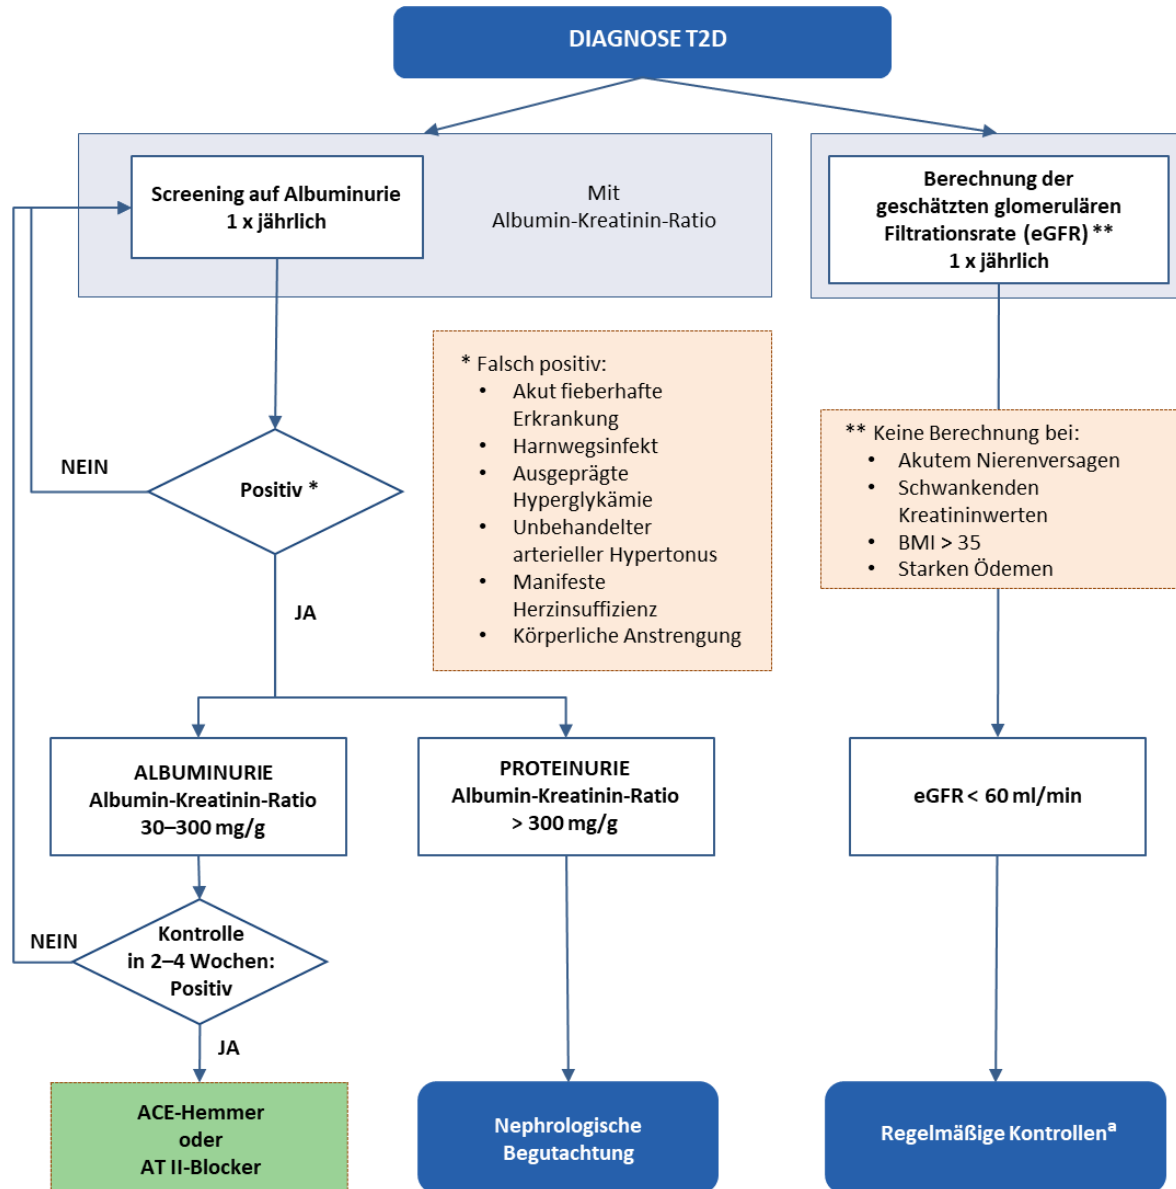 DIAGNOSE T2D
Screening auf Albuminurie
1 x jährlich
Mit
Albumin-Kreatinin-Ratio
Berechnung der
geschätzten glomerulären
Filtrationsrate (eGFR) **
1 x jährlich
* Falsch positiv:
• Akut fieberhafte
Erkrankung
• Harnwegsinfekt
• Ausgeprägte
Hyperglykämie
• Unbehandelter
arterieller Hypertonus
• Manifeste
Herzinsuffizienz
• Körperliche Anstrengung
** Keine Berechnung bei:
• Akutem Nierenversagen
• Schwankenden
Kreatininwerten
• BMI > 35
• Starken Ödemen
NEIN
Positiv *
JA
ALBUMINURIE
Albumin-Kreatinin-Ratio
30–300 mg/g
PROTEINURIE
Albumin-Kreatinin-Ratio
> 300 mg/g
eGFR < 60 ml/min
NEIN
Kontrolle
in 2–4 Wochen:
Positiv
JA
ACE-Hemmer
oder
AT II-Blocker
Nephrologische
Begutachtung
Regelmäßige Kontrollenª